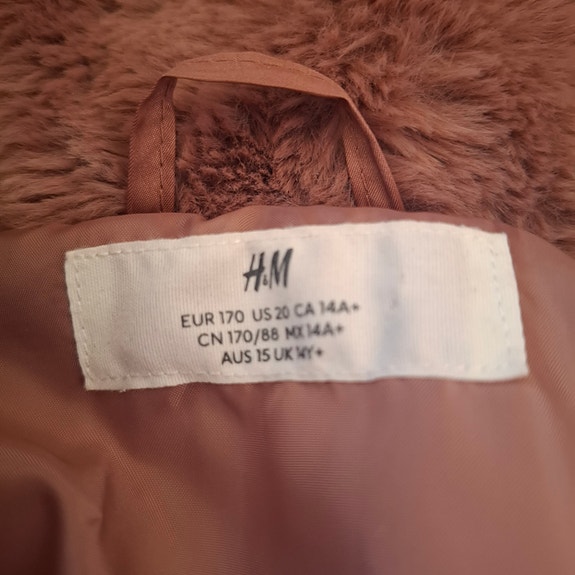 H&M
EUR 170 US 20 CA 14A+
CN 170/88 MX 14A+
AUS 15 UK 14Y+